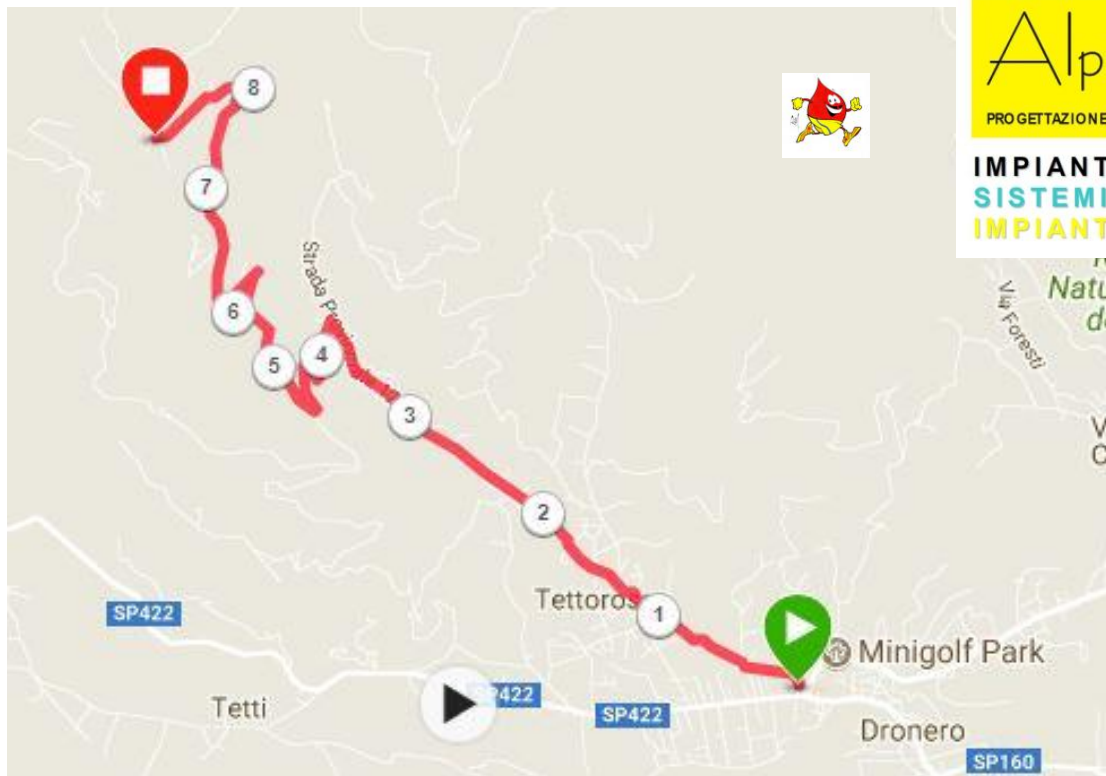 Alp
PROGETTAZIONE
IMPIANT
SISTEMI
IMPIANT
8
7
6
5
4
3
2
1
Strada
Via Foresti
Natu
Tettoros
Minigolf Park
SP422
SP422
SP422
Tetti
Dronero
SP160